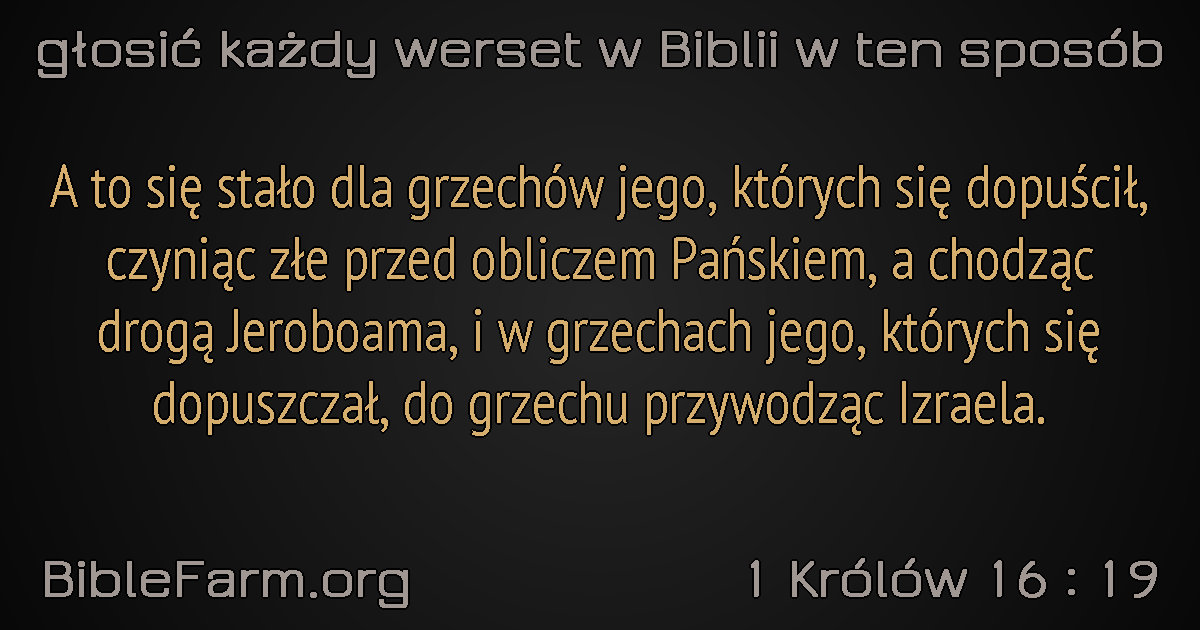 głosić każdy werset w Biblii w ten sposób
A to się stało dla grzechów jego, których się dopuścił,
czyniąc złe przed obliczem Pańskiem, a chodząc
drogą Jeroboama, i w grzechach jego, których się
dopuszczał, do grzechu przywodząc Izraela.
BibleFarm.org
1 Królów 16 : 19